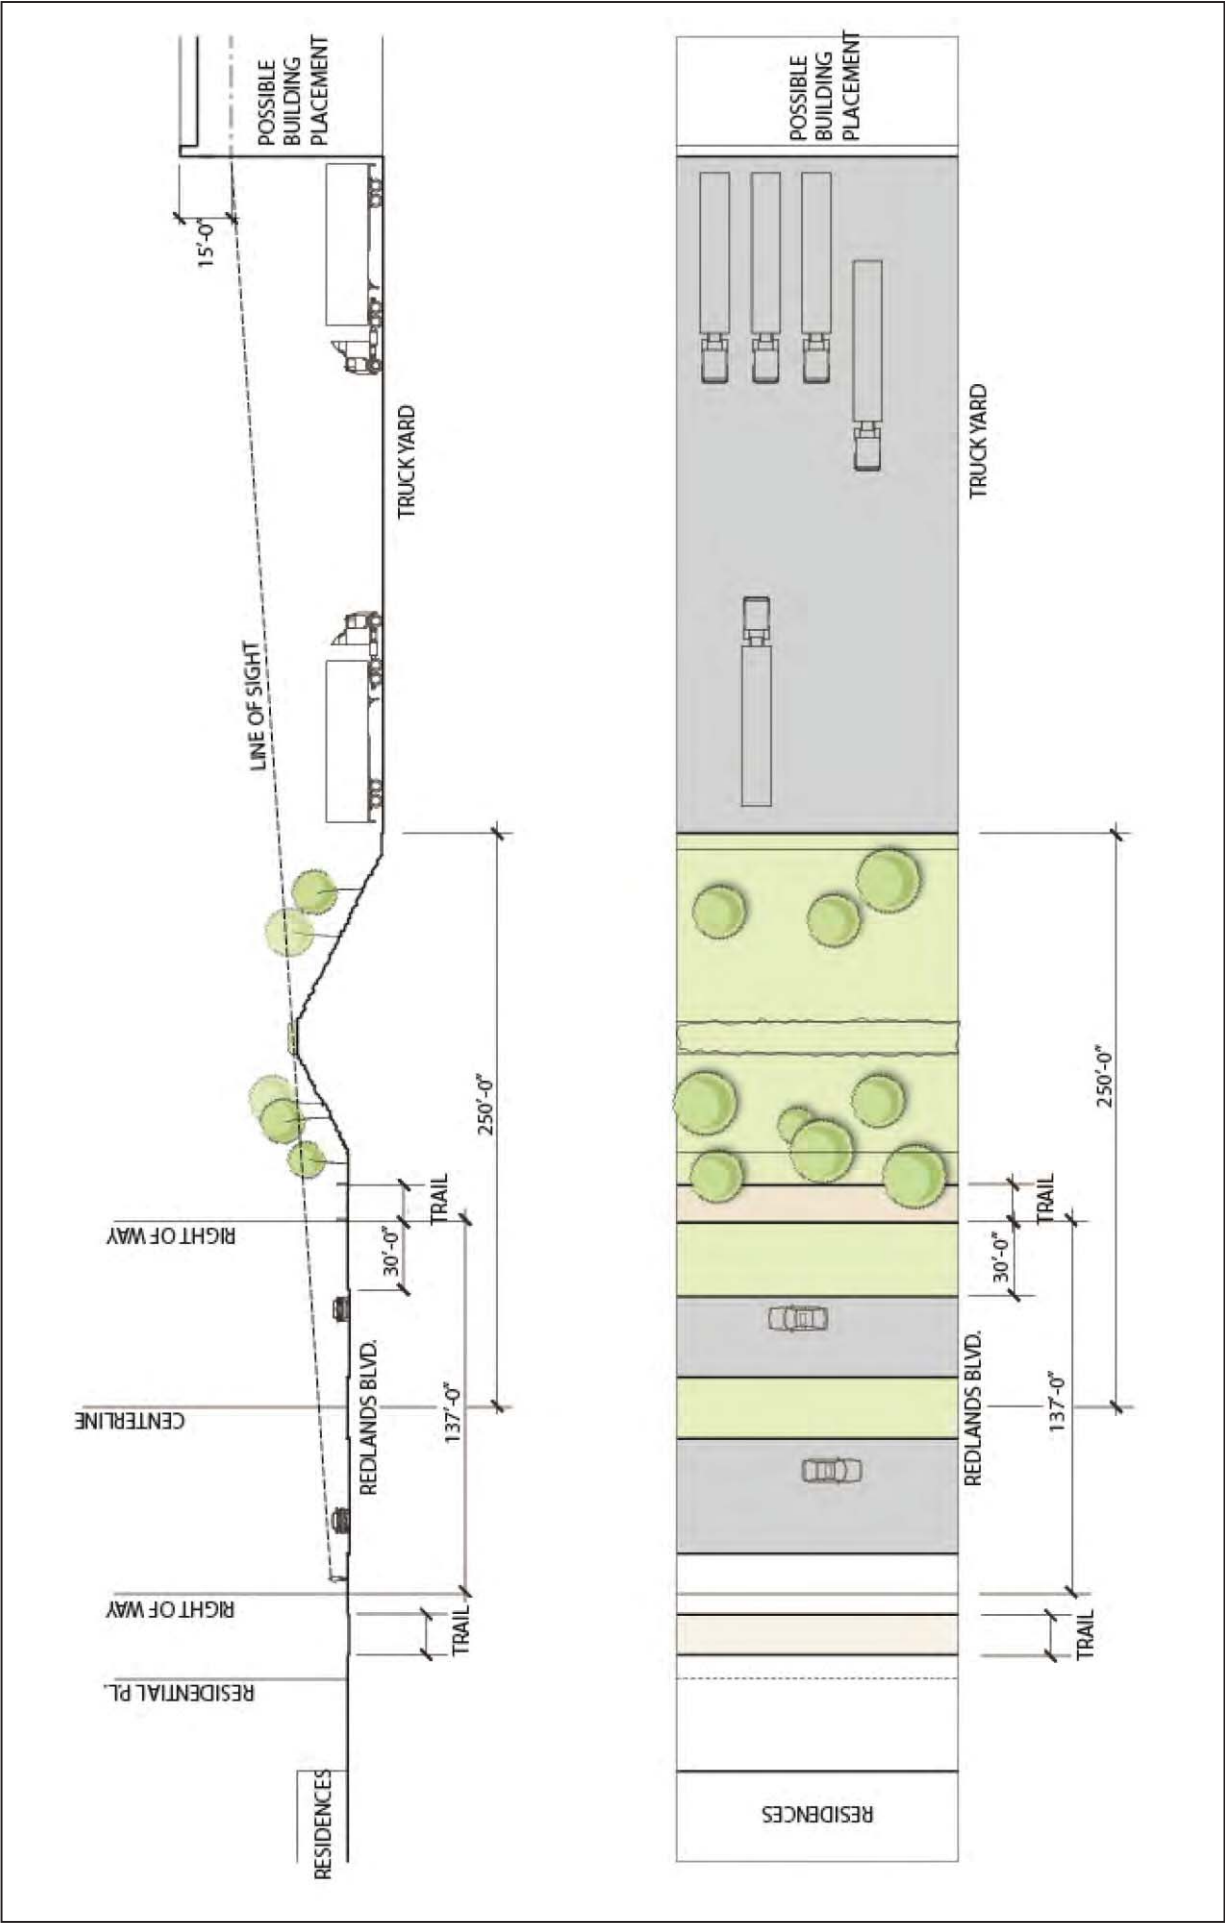 POSSIBLE
BUILDING
PLACEMENT
15'-0"
LINE OF SIGHT
TRUCK YARD
250'-0"
TRAIL
RIGHT OF WAY
30'-0"
REDLANDS BLVD.
137'-0"
CENTERLINE
RIGHT OF WAY
TRAIL
RESIDENTIAL P.L.
RESIDENCES
POSSIBLE
BUILDING
PLACEMENT
TRUCK YARD
250'-0"
TRAIL
30'-0"
REDLANDS BLVD.
137'-0"
TRAIL
RESIDENCES